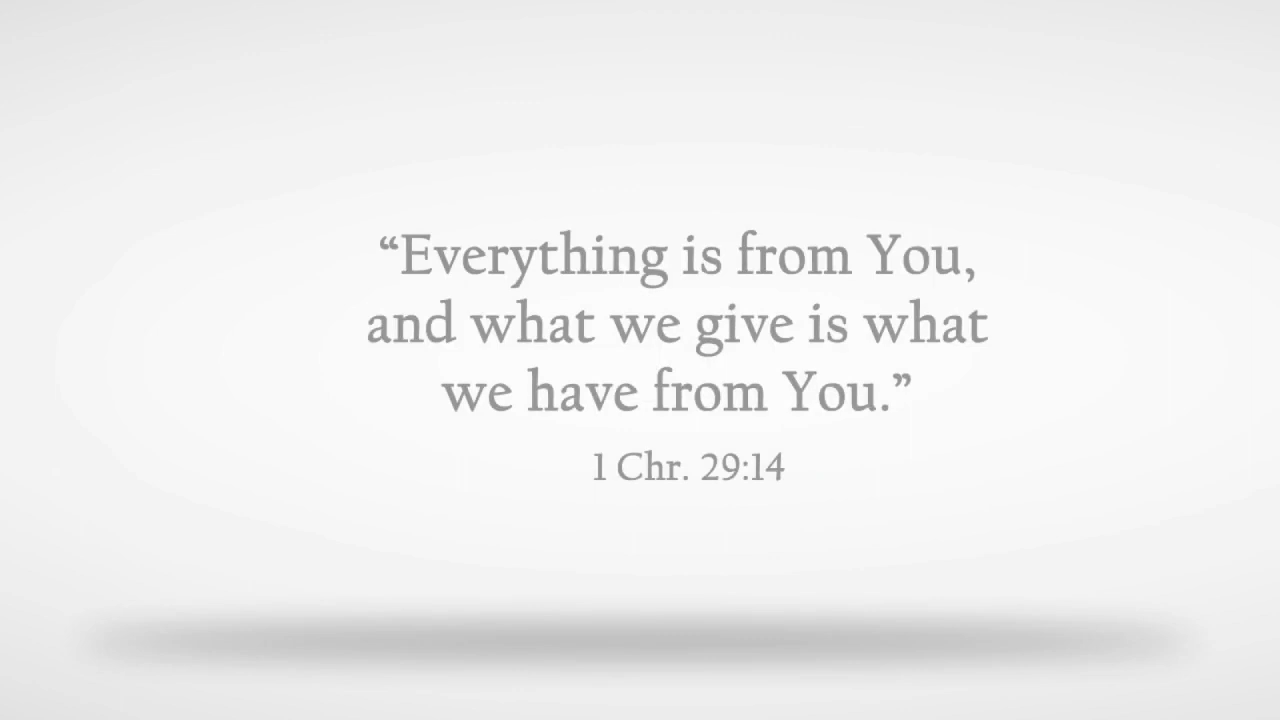 “Everything is from You,
and what we give is what
we have from You.”
1 Chr. 29:14